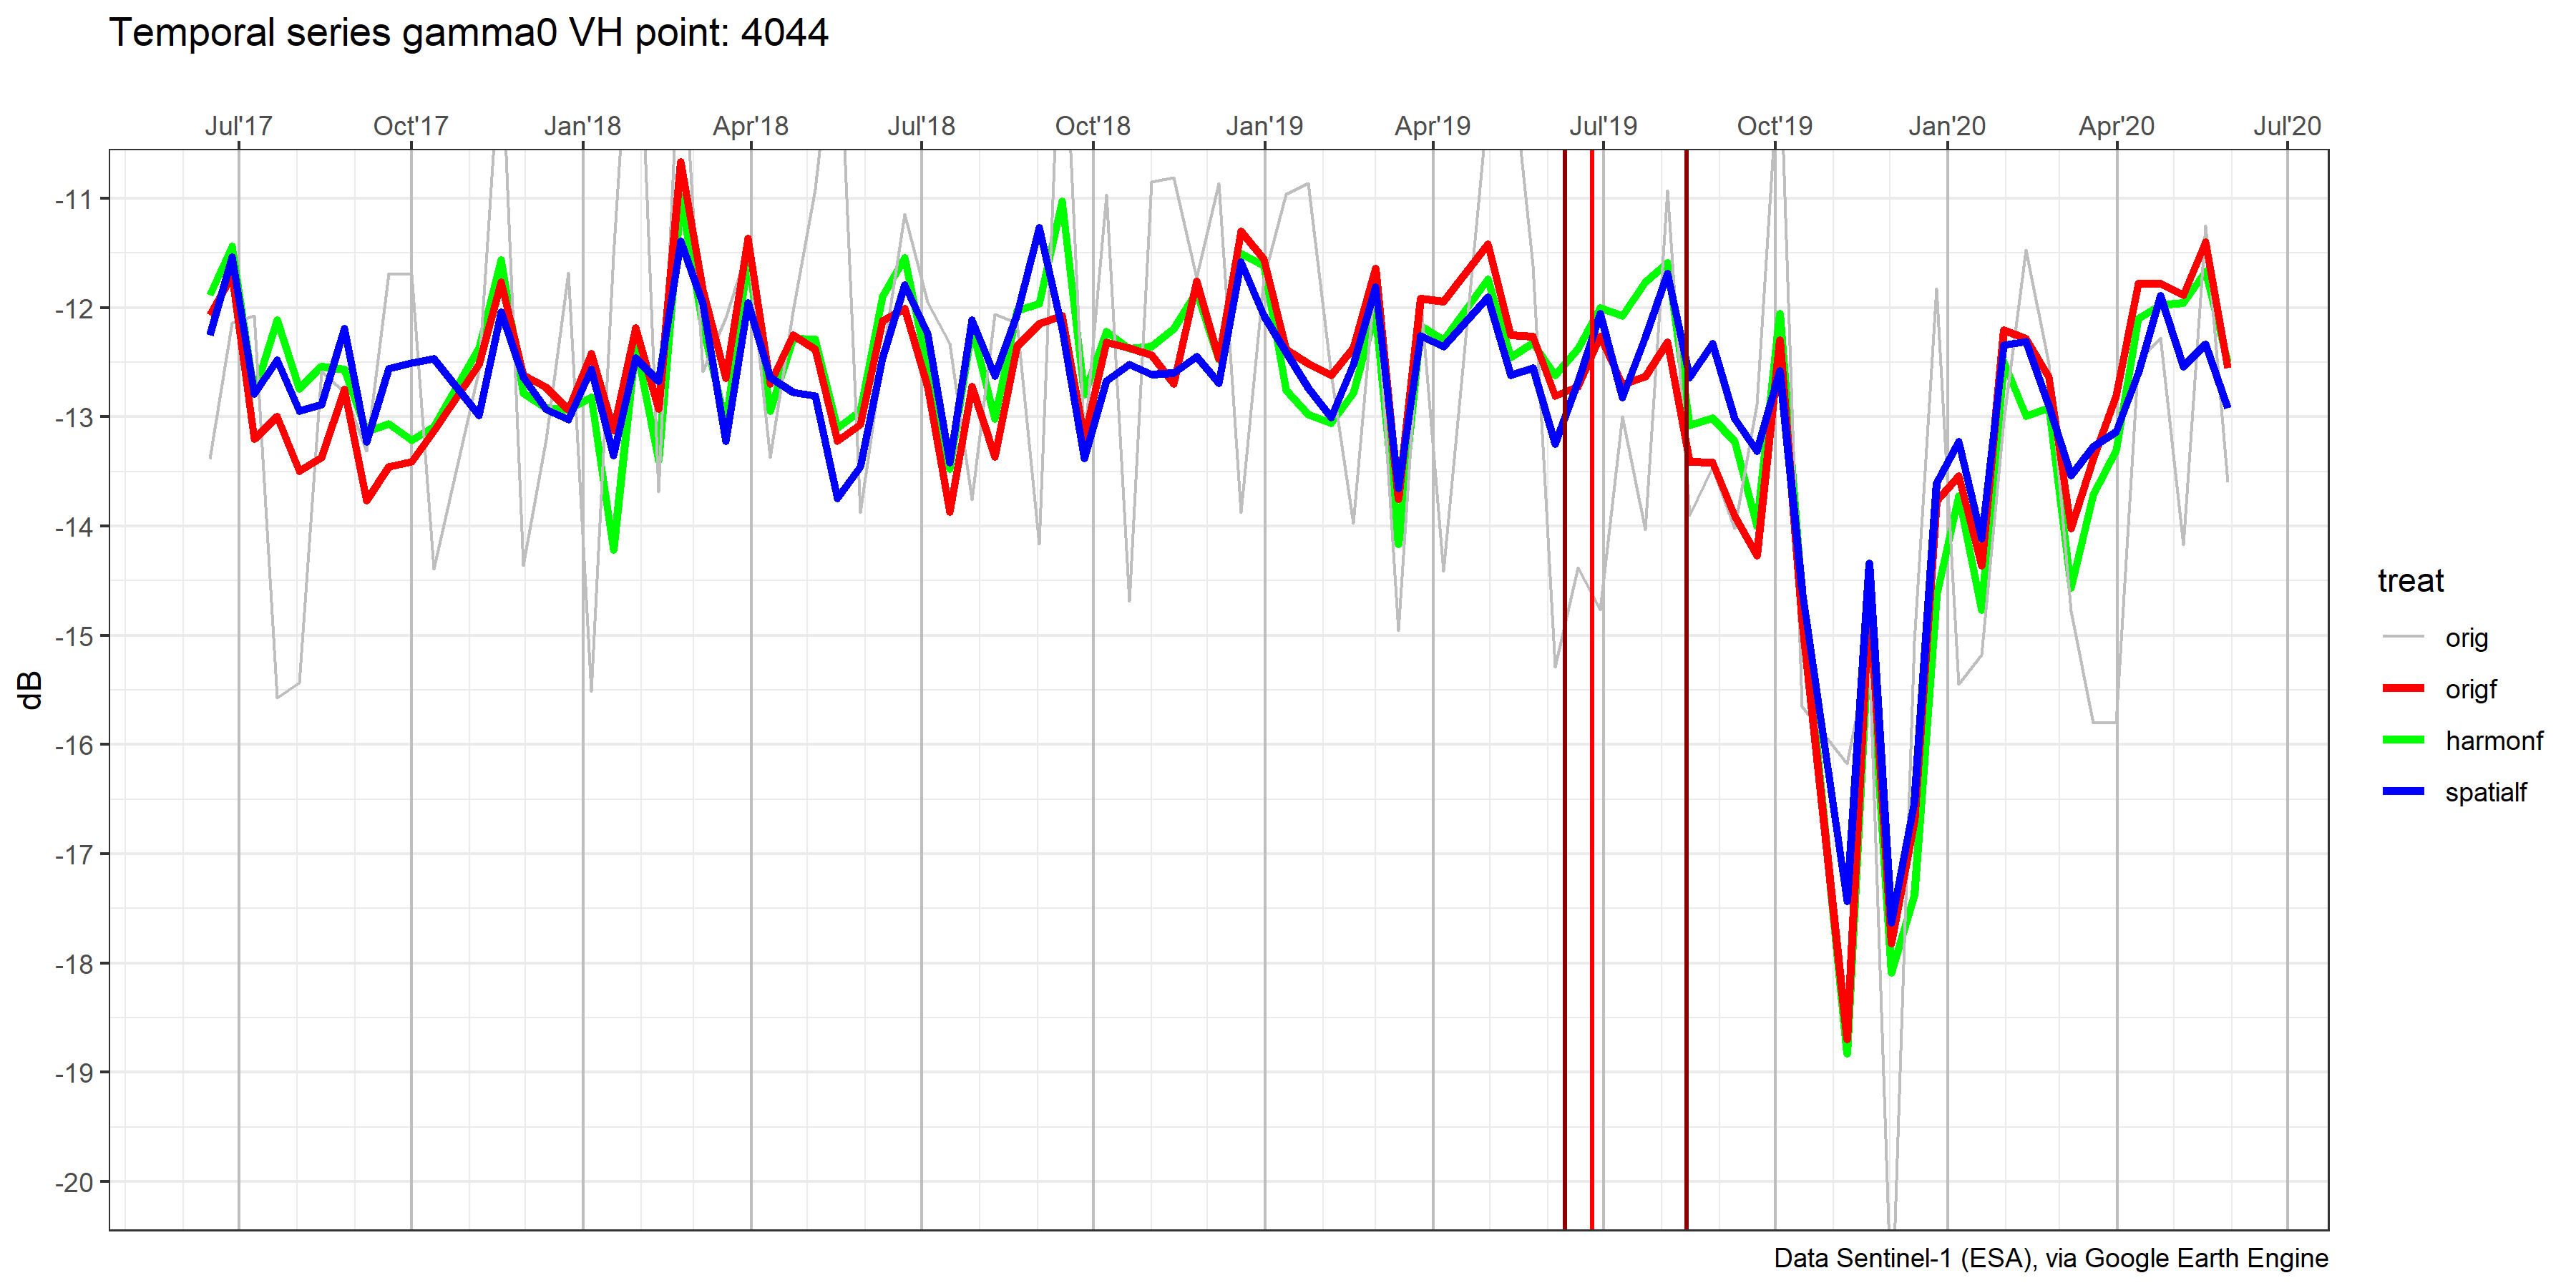 Temporal series gamma0 VH point: 4044
Jul'17 Oct'17 Jan'18 Apr'18 Jul'18 Oct'18 Jan'19 Apr'19 Jul'19 Oct'19 Jan'20 Apr'20 Jul'20
-11
-12
-13
-14
-15
-16
-17
-18
-19
-20
dB
treat
orig
origf
harmonf
spatialf
Data Sentinel-1 (ESA), via Google Earth Engine